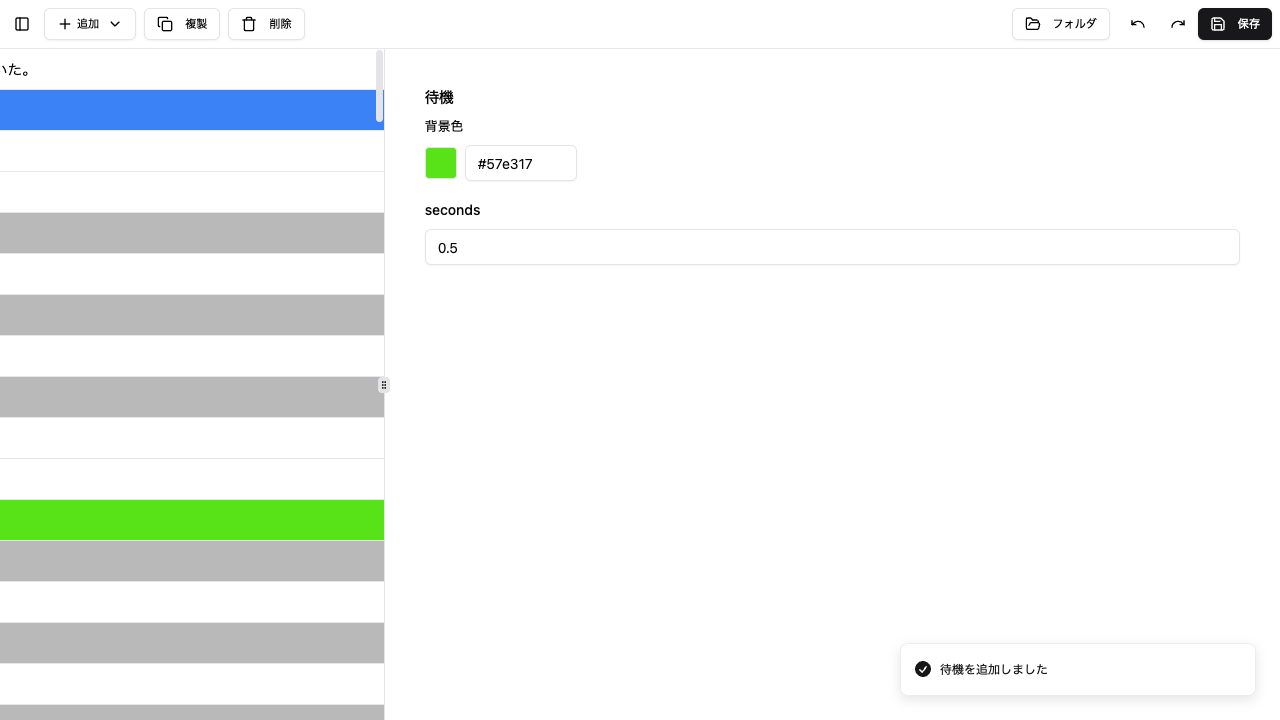 追加
複製
削除
フォルダ
保存
いた。
待機
背景色
#57e317
seconds
0.5
待機を追加しました